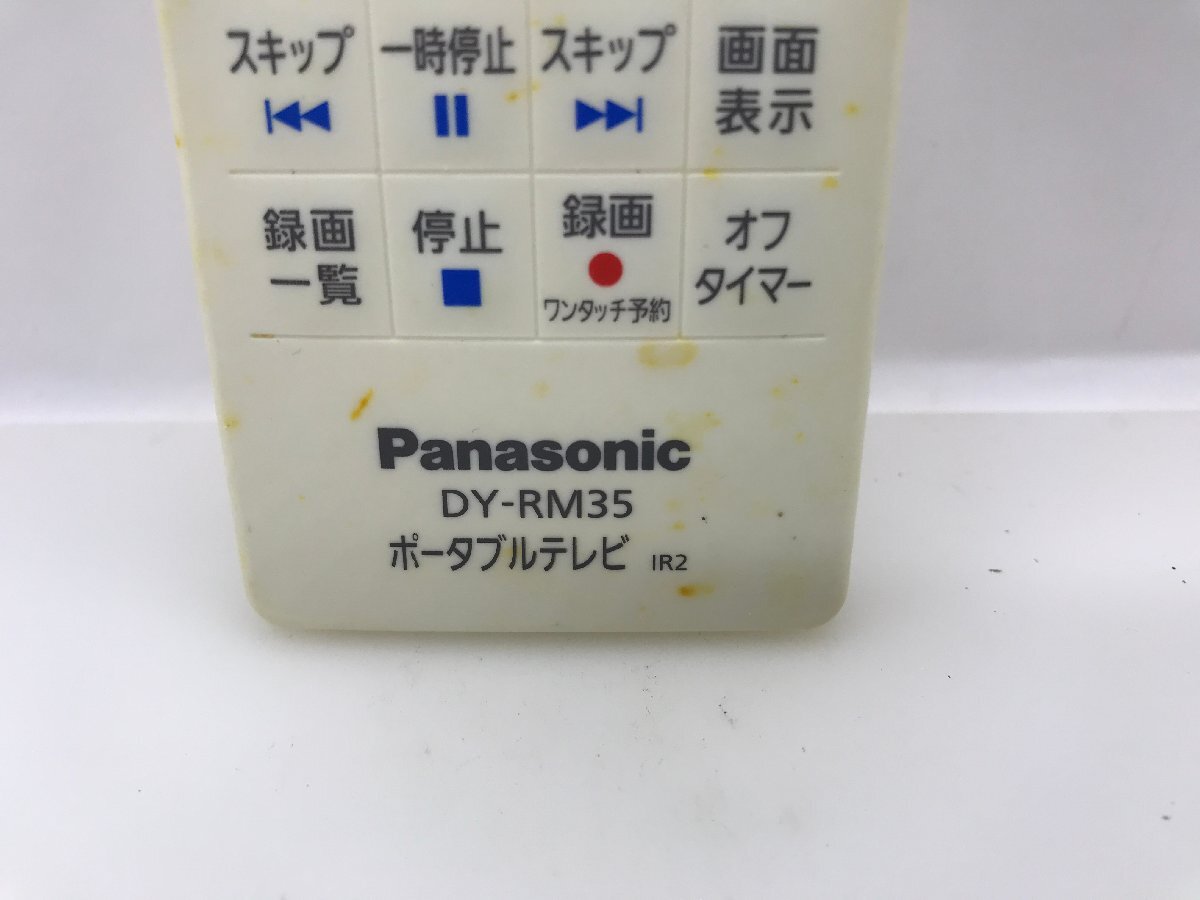 スキップ
一時停止
スキップ
画面
表示
録画
一覧
停止
録画
ワンタッチ予約
オフ
タイマー
Panasonic
DY-RM35
ポータブルテレビ IR2